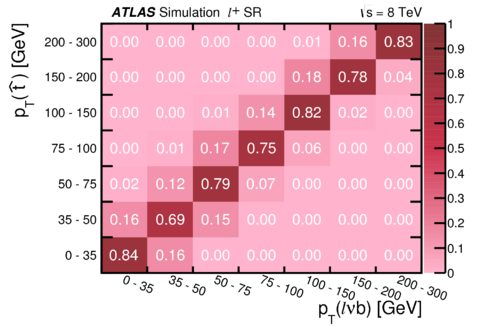 ATLAS Simulation l+ SR √s = 8 TeV
p_T(t̂) [GeV]
200 - 300 0.00 0.00 0.00 0.00 0.01 0.16 0.83
150 - 200 0.00 0.00 0.00 0.00 0.18 0.78 0.04
100 - 150 0.00 0.00 0.01 0.14 0.82 0.02 0.00
75 - 100 0.00 0.01 0.17 0.75 0.06 0.00 0.00
50 - 75 0.02 0.12 0.79 0.07 0.00 0.00 0.00
35 - 50 0.16 0.69 0.15 0.00 0.00 0.00 0.00
0 - 35 0.84 0.16 0.00 0.00 0.00 0.00 0.00
0 - 35 35 - 50 50 - 75 75 - 100 100 - 150 150 - 200 200 - 300
p_T(lνb) [GeV]
1
0.9
0.8
0.7
0.6
0.5
0.4
0.3
0.2
0.1
0